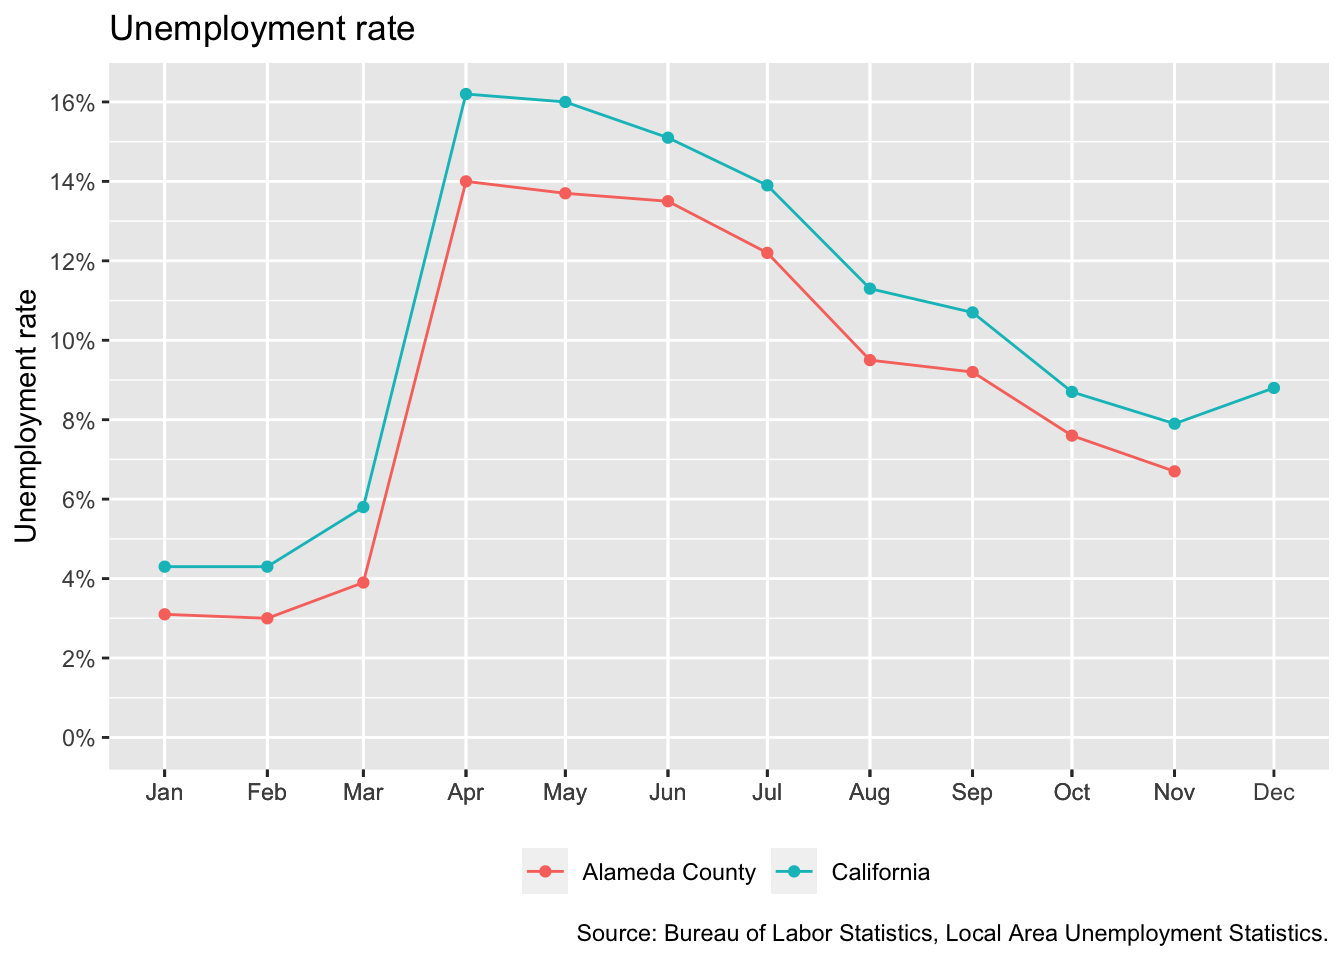 Unemployment rate
Unemployment rate
16%
14%
12%
10%
8%
6%
4%
2%
0%
Jan Feb Mar Apr May Jun Jul Aug Sep Oct Nov Dec
Alameda County California
Source: Bureau of Labor Statistics, Local Area Unemployment Statistics.